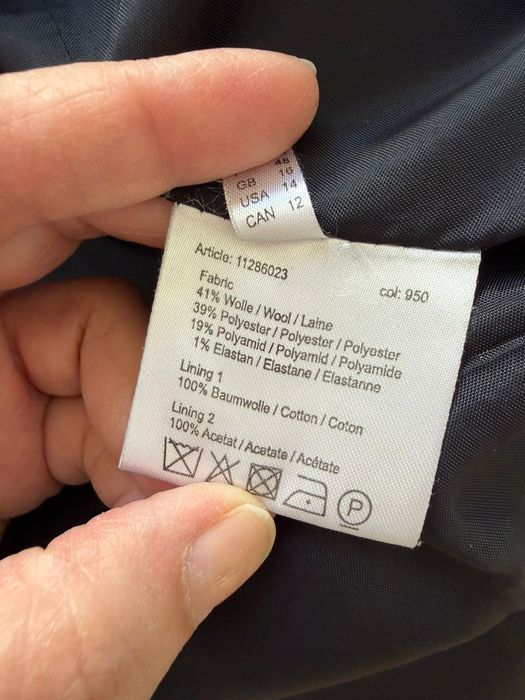 48
GB 16
USA 14
CAN 12
Article: 11286023 col: 950
Fabric
41% Wolle / Wool / Laine
39% Polyester / Polyester / Polyester
19% Polyamid / Polyamid / Polyamide
1% Elastan / Elastane / Elastanne
Lining 1
100% Baumwolle / Cotton / Coton
Lining 2
100% Acetat / Acetate / Acétate
P